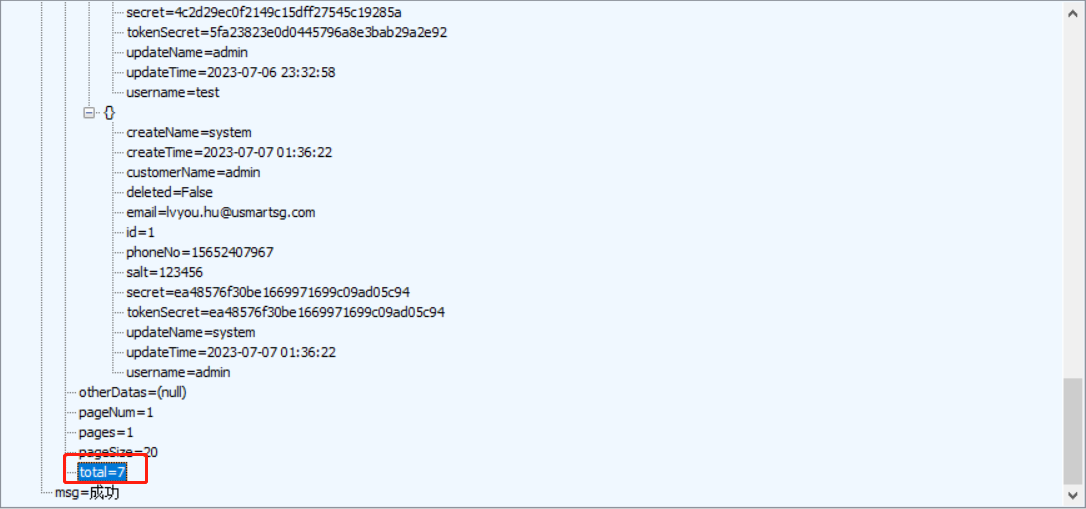 secret=4c2d29ec0f2149c15dff27545c19285a
tokenSecret=5fa23823e0d0445796a8e3bab29a2e92
updateName=admin
updateTime=2023-07-06 23:32:58
username=test
{}
createName=system
createTime=2023-07-07 01:36:22
customerName=admin
deleted=False
email=lvyou.hu@usmartsg.com
id=1
phoneNo=15652407967
salt=123456
secret=ea48576f30be1669971699c09ad05c94
tokenSecret=ea48576f30be1669971699c09ad05c94
updateName=system
updateTime=2023-07-07 01:36:22
username=admin
otherDatas=(null)
pageNum=1
pages=1
pageSize=20
total=7
msg=成功